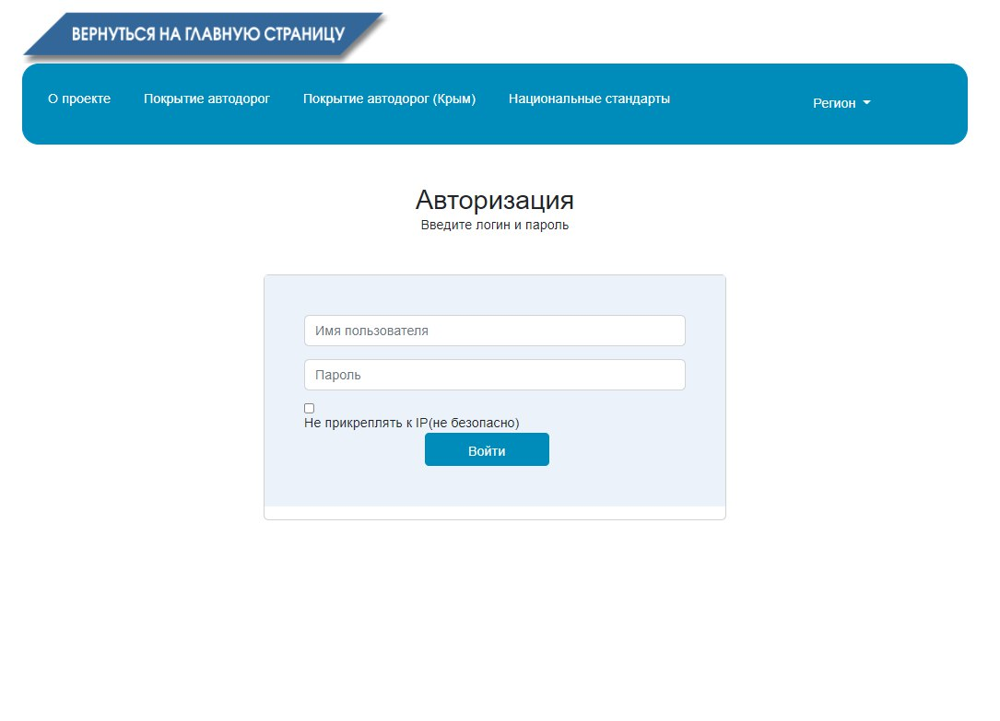 ВЕРНУТЬСЯ НА ГЛАВНУЮ СТРАНИЦУ
О проекте
Покрытие автодорог
Покрытие автодорог (Крым)
Национальные стандарты
Регион
Авторизация
Введите логин и пароль
Имя пользователя
Пароль
Не прикреплять к IP(не безопасно)
Войти